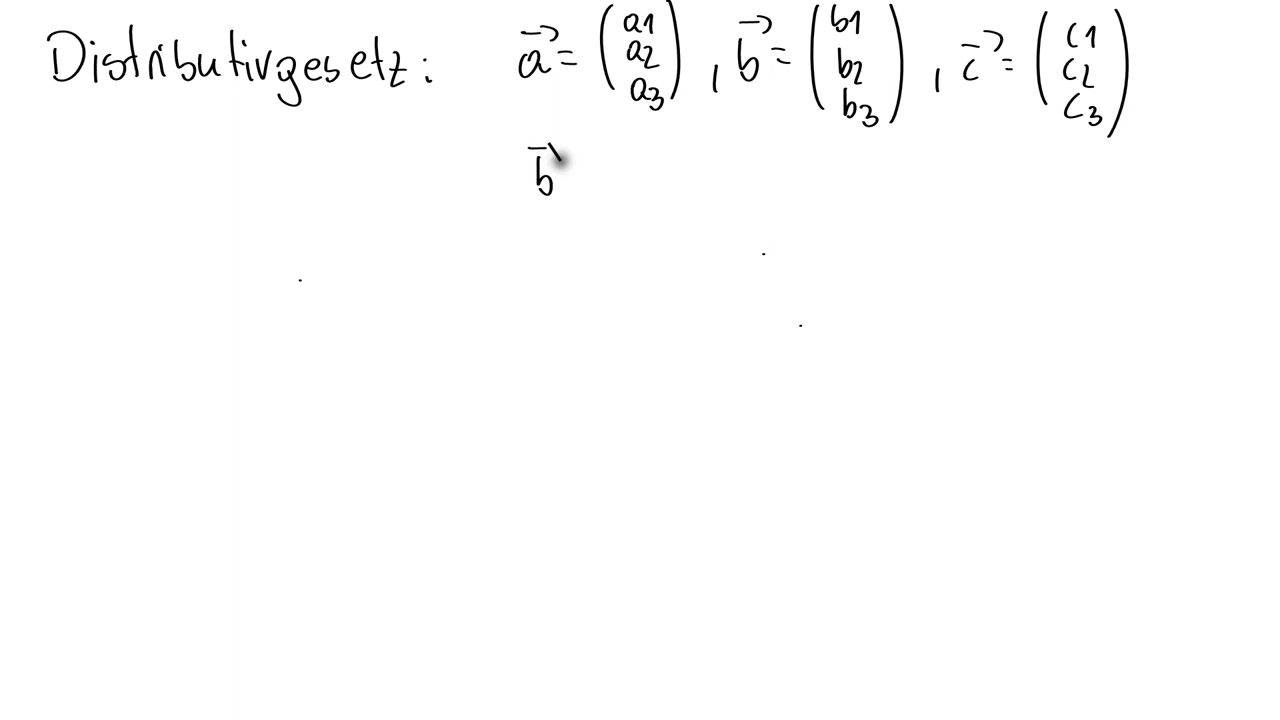 Distributivgesetz: a⃗ = (a1 a2 a3), b⃗ = (b1 b2 b3), c⃗ = (c1 c2 c3)
b⃗